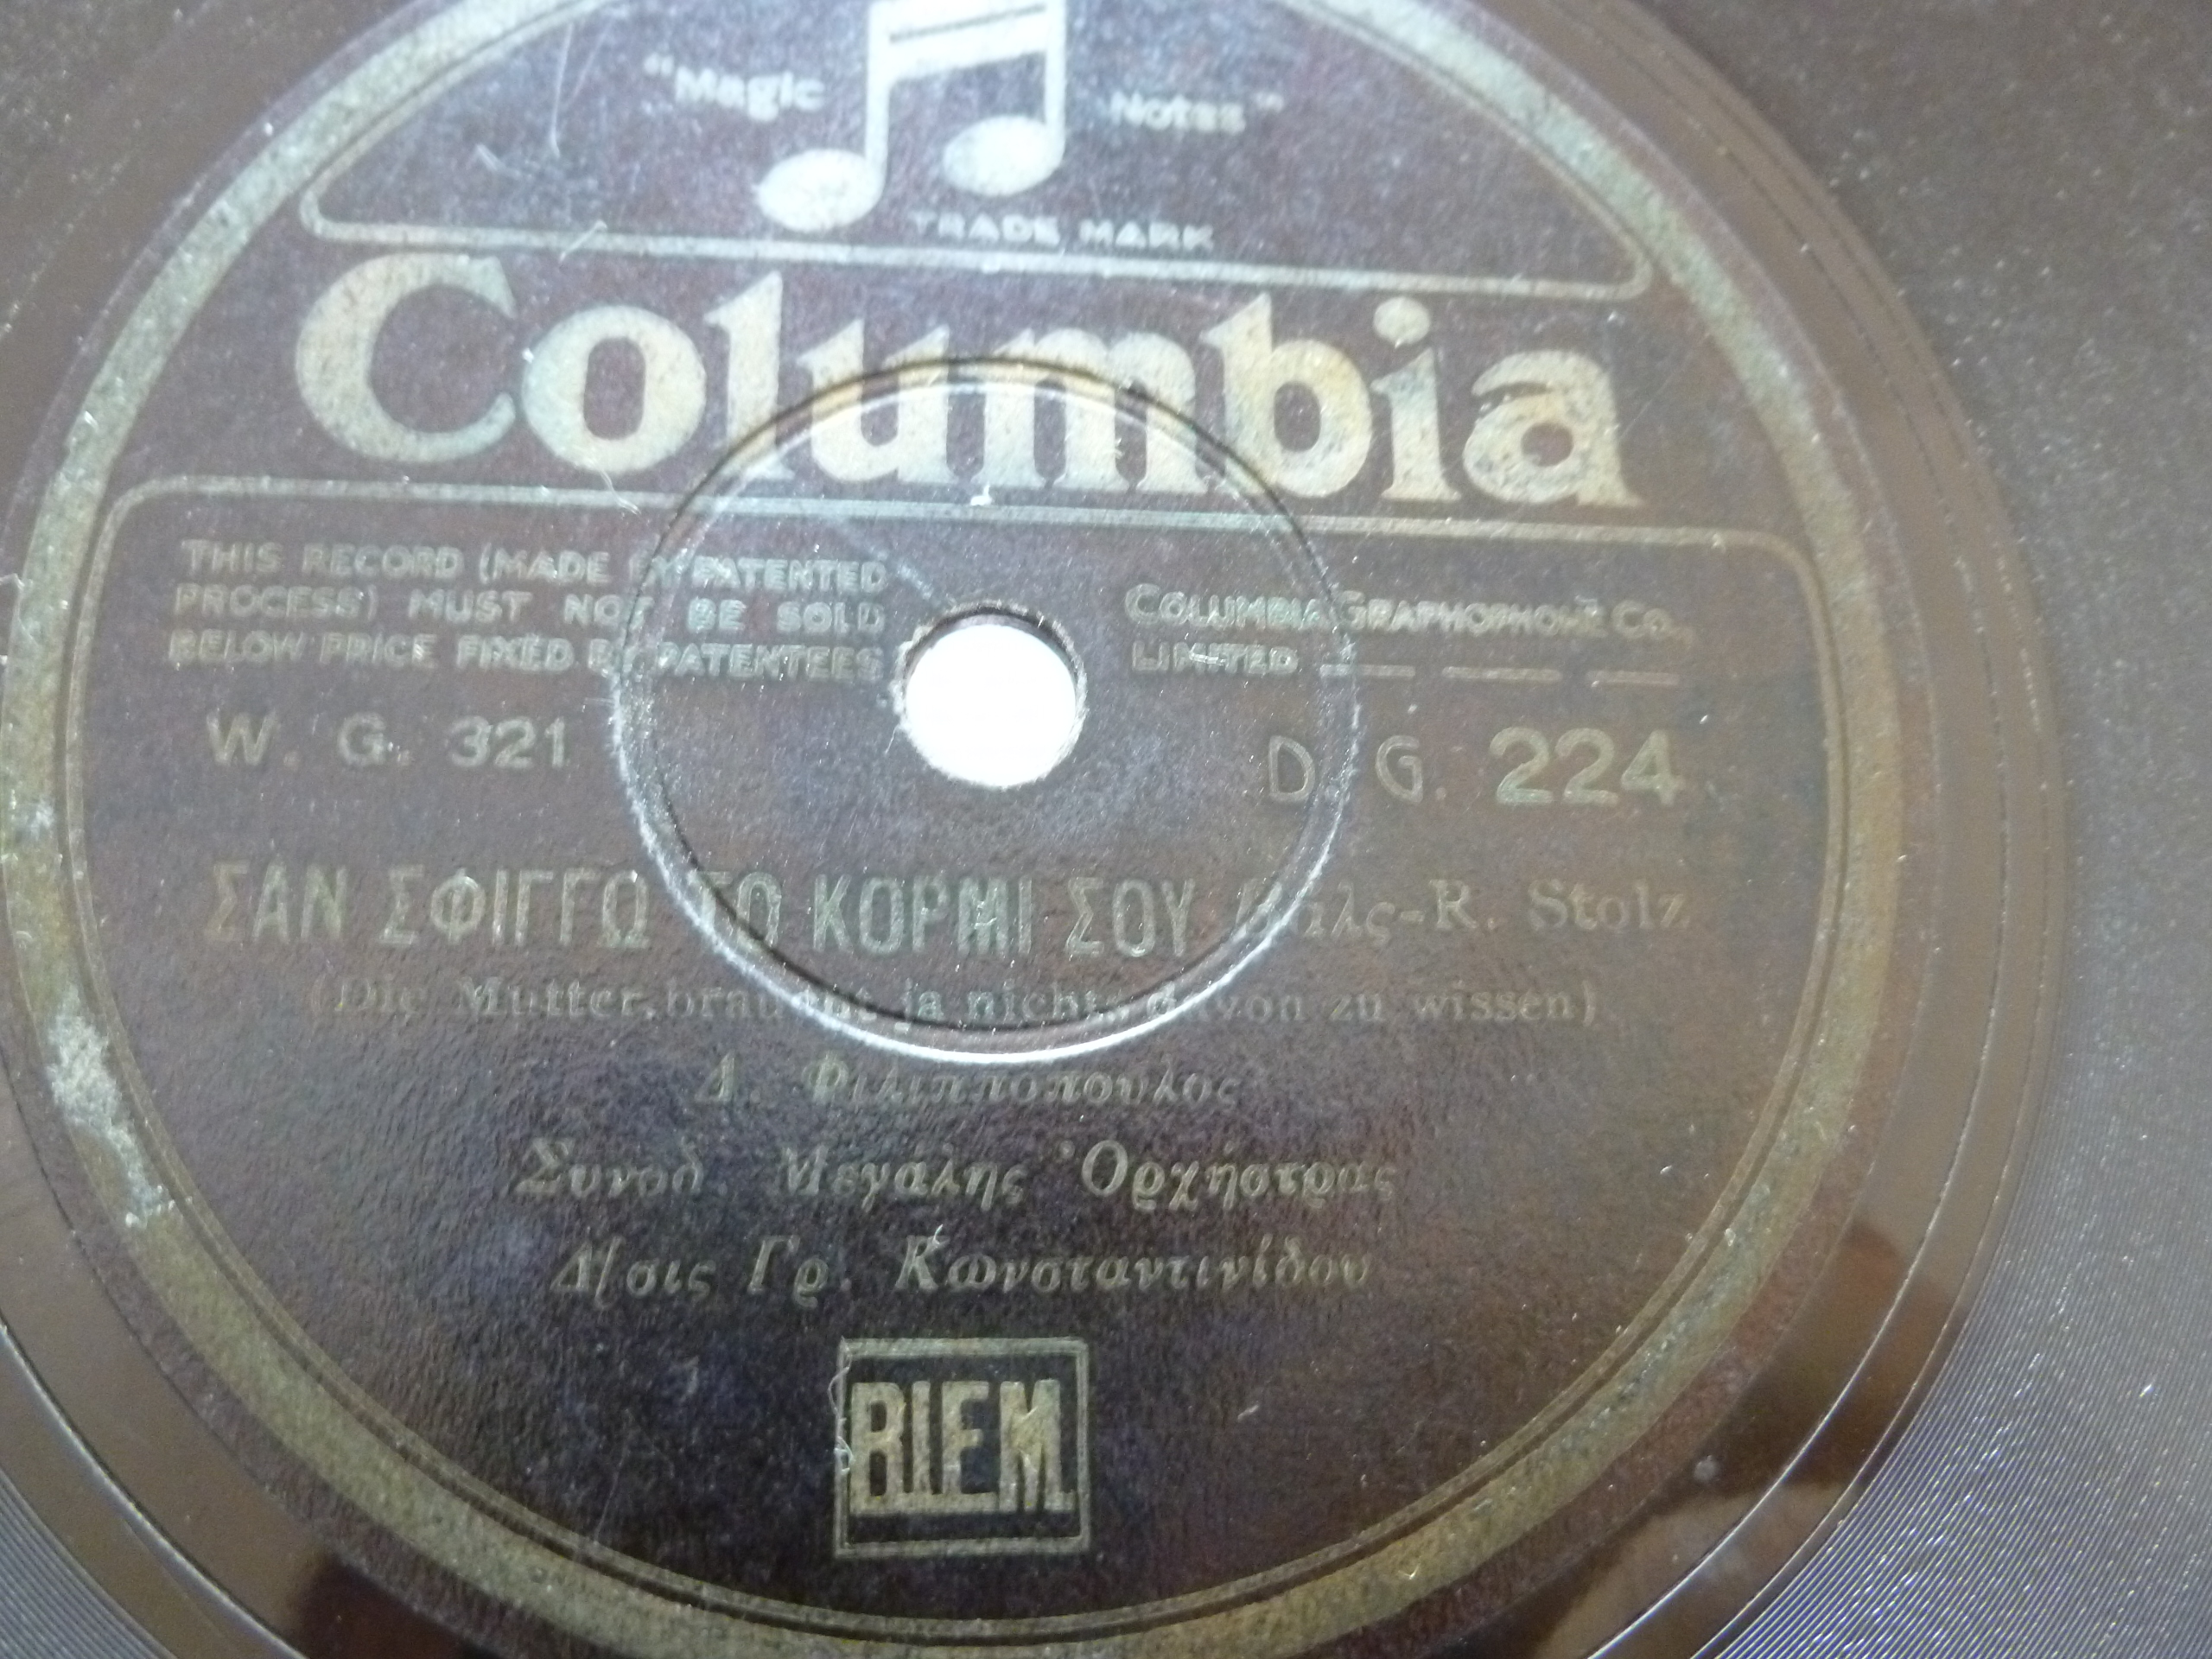 "Magic Notes"
TRADE MARK
Columbia
THIS RECORD (MADE BY PATENTED
PROCESS) MUST NOT BE SOLD
BELOW PRICE FIXED BY PATENTEES
COLUMBIA GRAPHOPHONE CO.,
LIMITED
W. G. 321
D. G. 224
ΣΑΝ ΣΦΙΓΓΩ ΤΟ ΚΟΡΜΙ ΣΟΥ Βάλς-R. Stolz
(Die Mutter braucht ja nichts davon zu wissen)
Δ. Φιλιππόπουλος
Συνοδ. Μεγάλης Ὀρχήστρας
Δ/σις Γρ. Κωνσταντινίδου
BIEM